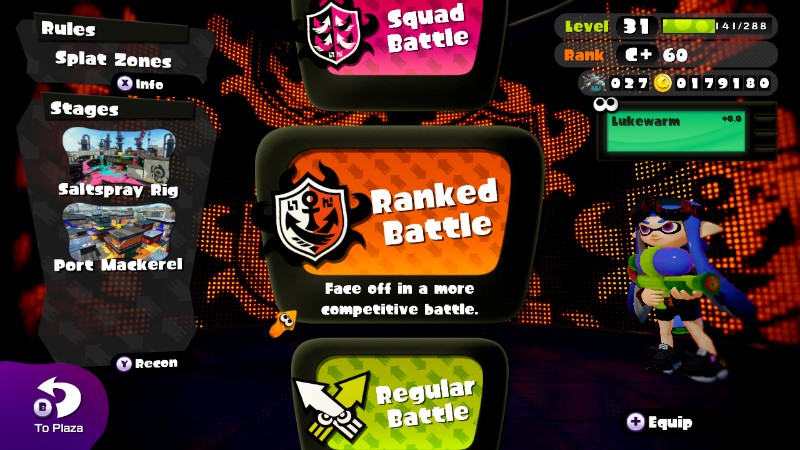 Rules
Splat Zones
X Info
Stages
Saltspray Rig
Port Mackerel
Y Recon
B
To Plaza
Squad
Battle
Ranked
Battle
Face off in a more
competitive battle.
Regular
Battle
Level 31 141/288
Rank C+ 60
027 0179180
Lukewarm +0.0
+ Equip